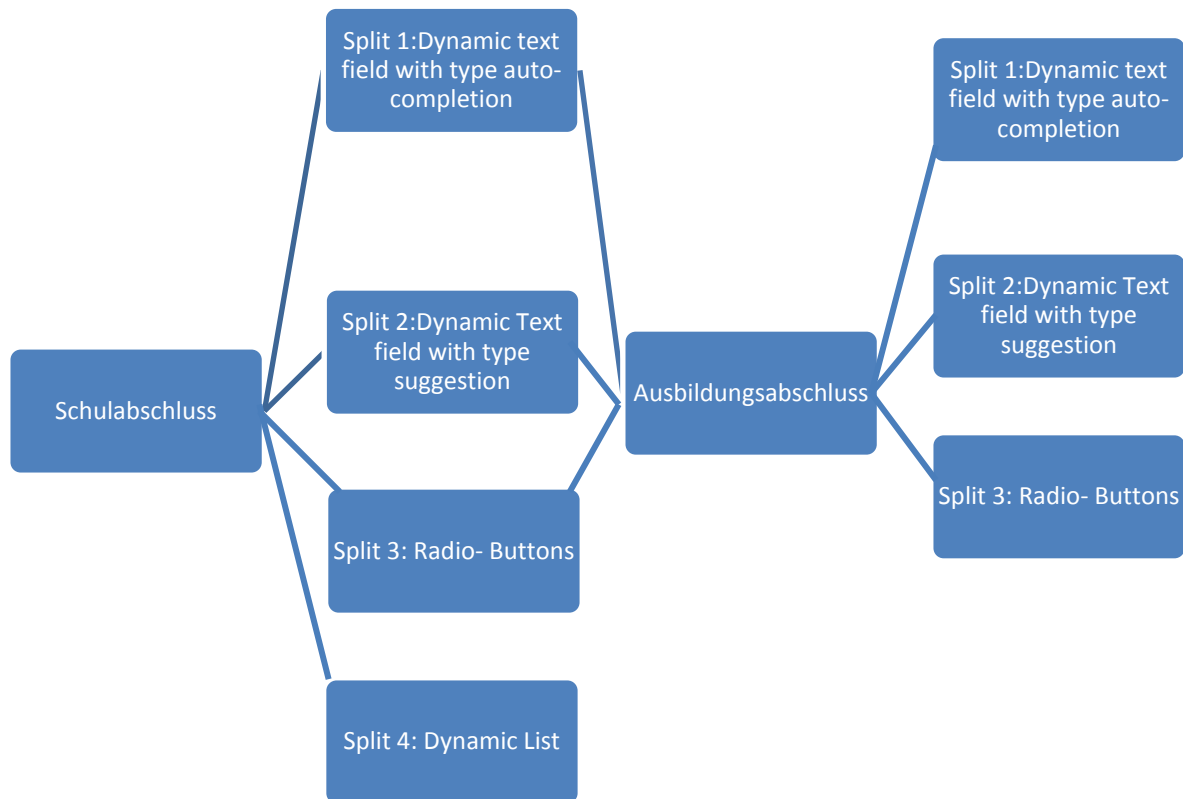 Schulabschluss
Split 1:Dynamic text
field with type auto-
completion
Split 2:Dynamic Text
field with type
suggestion
Split 3: Radio- Buttons
Split 4: Dynamic List
Ausbildungsabschluss
Split 1:Dynamic text
field with type auto-
completion
Split 2:Dynamic Text
field with type
suggestion
Split 3: Radio- Buttons